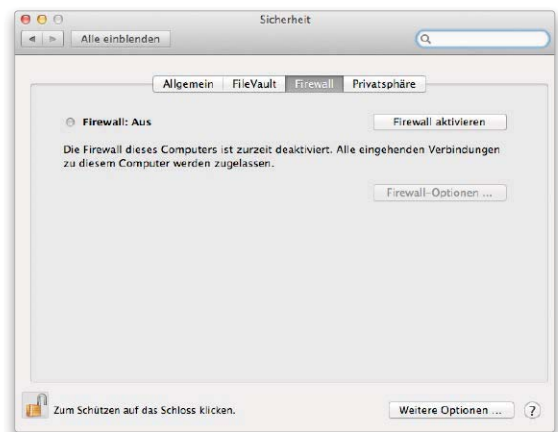 Sicherheit
Alle einblenden
Allgemein FileVault Firewall Privatsphäre
Firewall: Aus Firewall aktivieren
Die Firewall dieses Computers ist zurzeit deaktiviert. Alle eingehenden Verbindungen
zu diesem Computer werden zugelassen.
Firewall-Optionen ...
Zum Schützen auf das Schloss klicken. Weitere Optionen ... ?